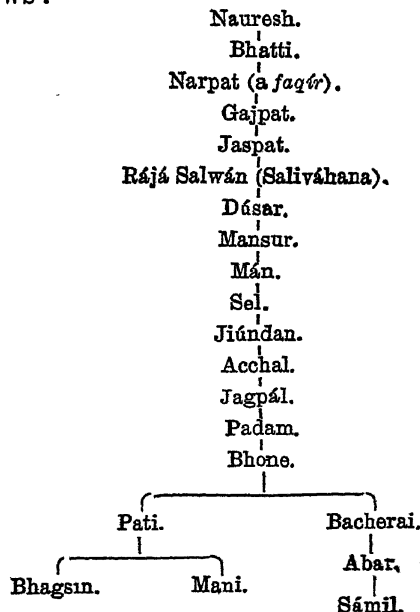 Nauresh.
Bhatti.
Narpat (a faqír).
Gajpat.
Jaspat.
Rájá Salwán (Saliváhana).
Dúsar.
Mansur.
Mán.
Sel.
Jiúndan.
Acchal.
Jagpál.
Padam.
Bhone.
Pati. Bacherai.
Abar.
Bhagsın. Mani.
Sámil.